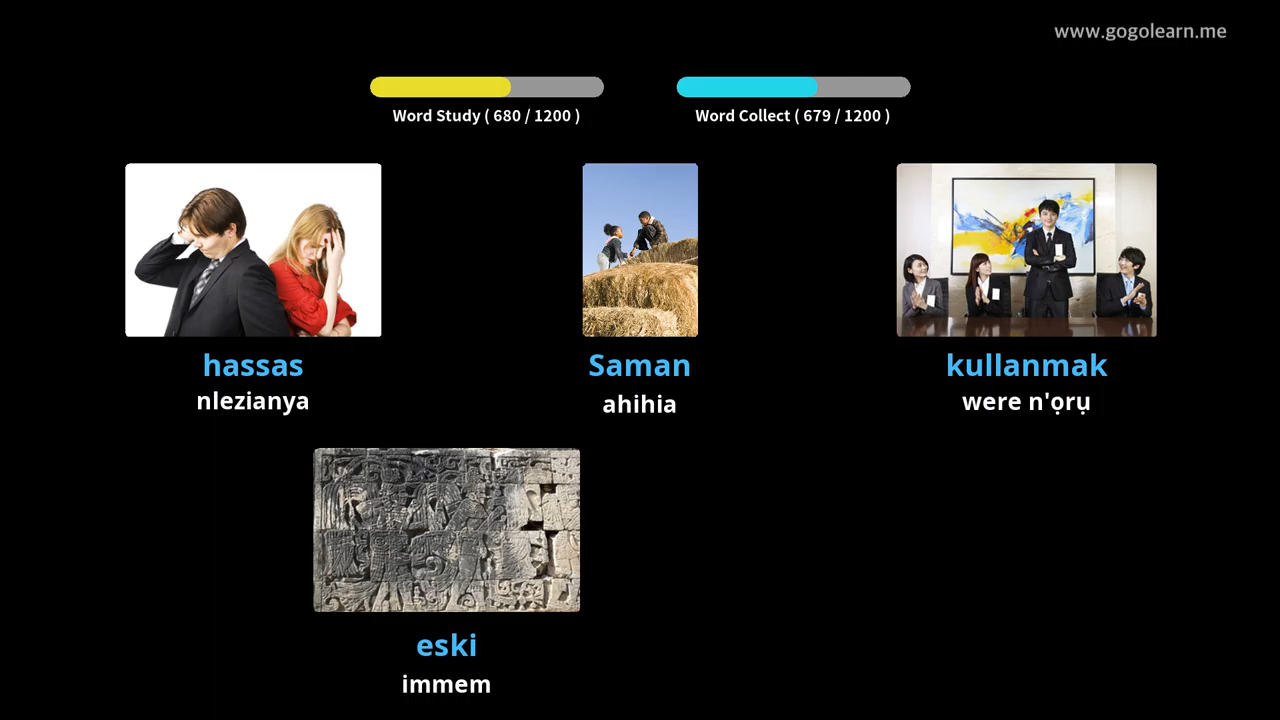 www.gogolearn.me
Word Study ( 680 / 1200 )
Word Collect ( 679 / 1200 )
hassas
nlezianya
Saman
ahihia
kullanmak
were n'ọrụ
eski
immem